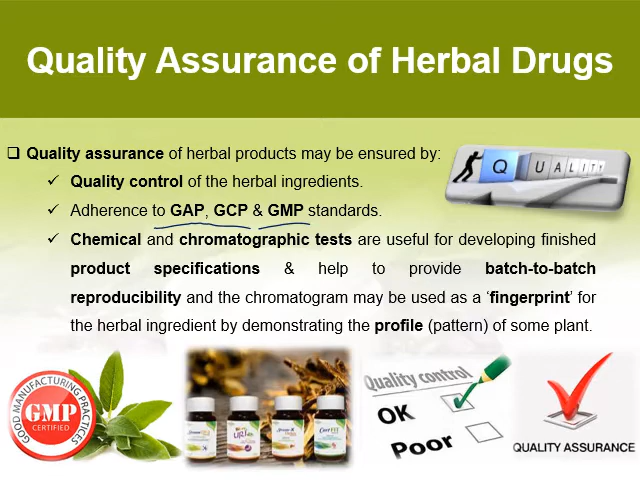 Quality Assurance of Herbal Drugs
❑ Quality assurance of herbal products may be ensured by:
✓ Quality control of the herbal ingredients.
✓ Adherence to GAP, GCP & GMP standards.
✓ Chemical and chromatographic tests are useful for developing finished
product specifications & help to provide batch-to-batch
reproducibility and the chromatogram may be used as a ‘fingerprint’ for
the herbal ingredient by demonstrating the profile (pattern) of some plant.
QUALITY
GOOD MANUFACTURING PRACTICES
GMP
CERTIFIED
URI
Quality control
OK
Poor
QUALITY ASSURANCE